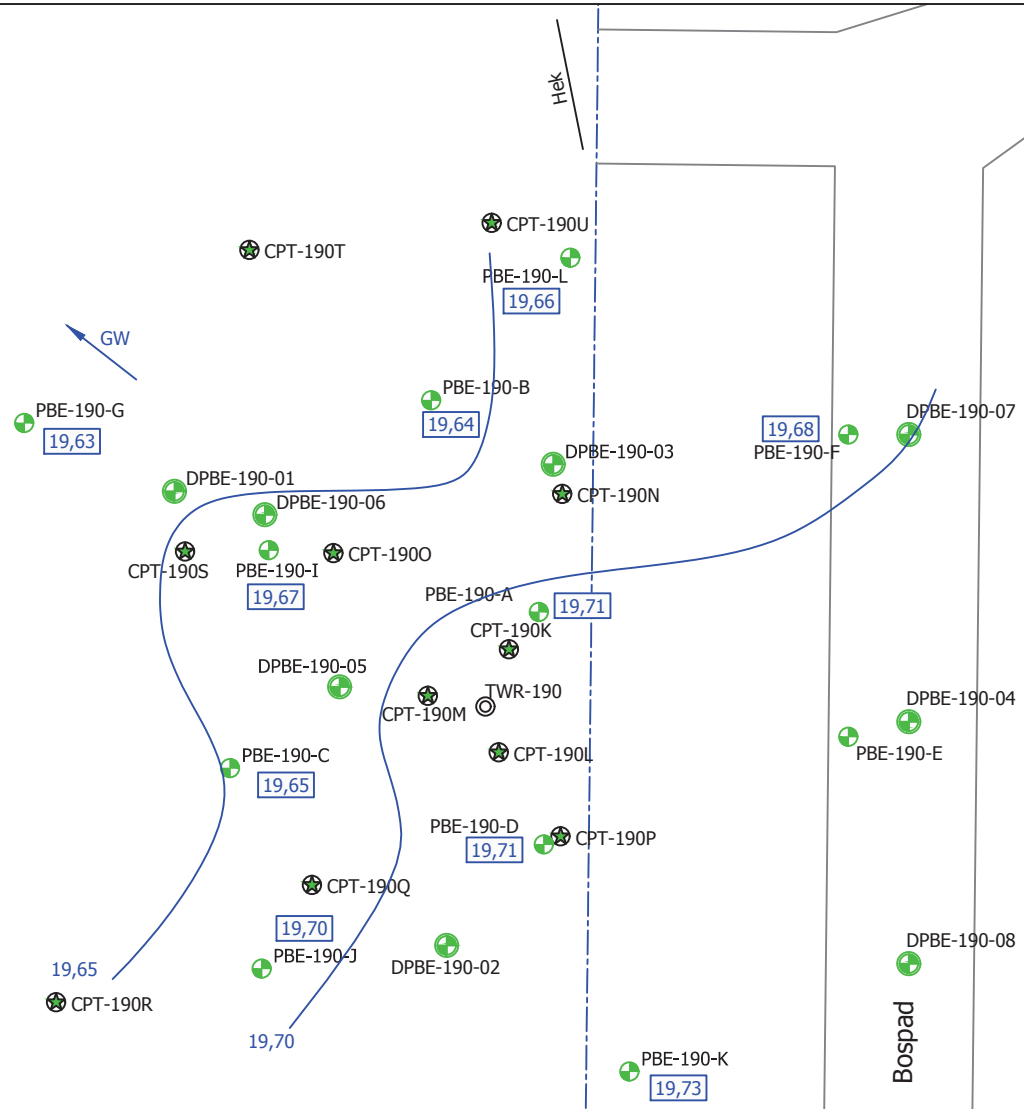 Hek
CPT-190U
CPT-190T
PBE-190-L
19,66
GW
PBE-190-B
PBE-190-G
19,64
19,63
DPBE-190-07
19,68
PBE-190-F
DPBE-190-03
DPBE-190-01
CPT-190N
DPBE-190-06
CPT-190O
CPT-190S
PBE-190-I
19,67
PBE-190-A
19,71
CPT-190K
DPBE-190-05
TWR-190
CPT-190M
DPBE-190-04
CPT-190L
PBE-190-E
PBE-190-C
19,65
PBE-190-D
CPT-190P
19,71
CPT-190Q
19,70
PBE-190-J
DPBE-190-02
DPBE-190-08
19,65
CPT-190R
19,70
Bospad
PBE-190-K
19,73